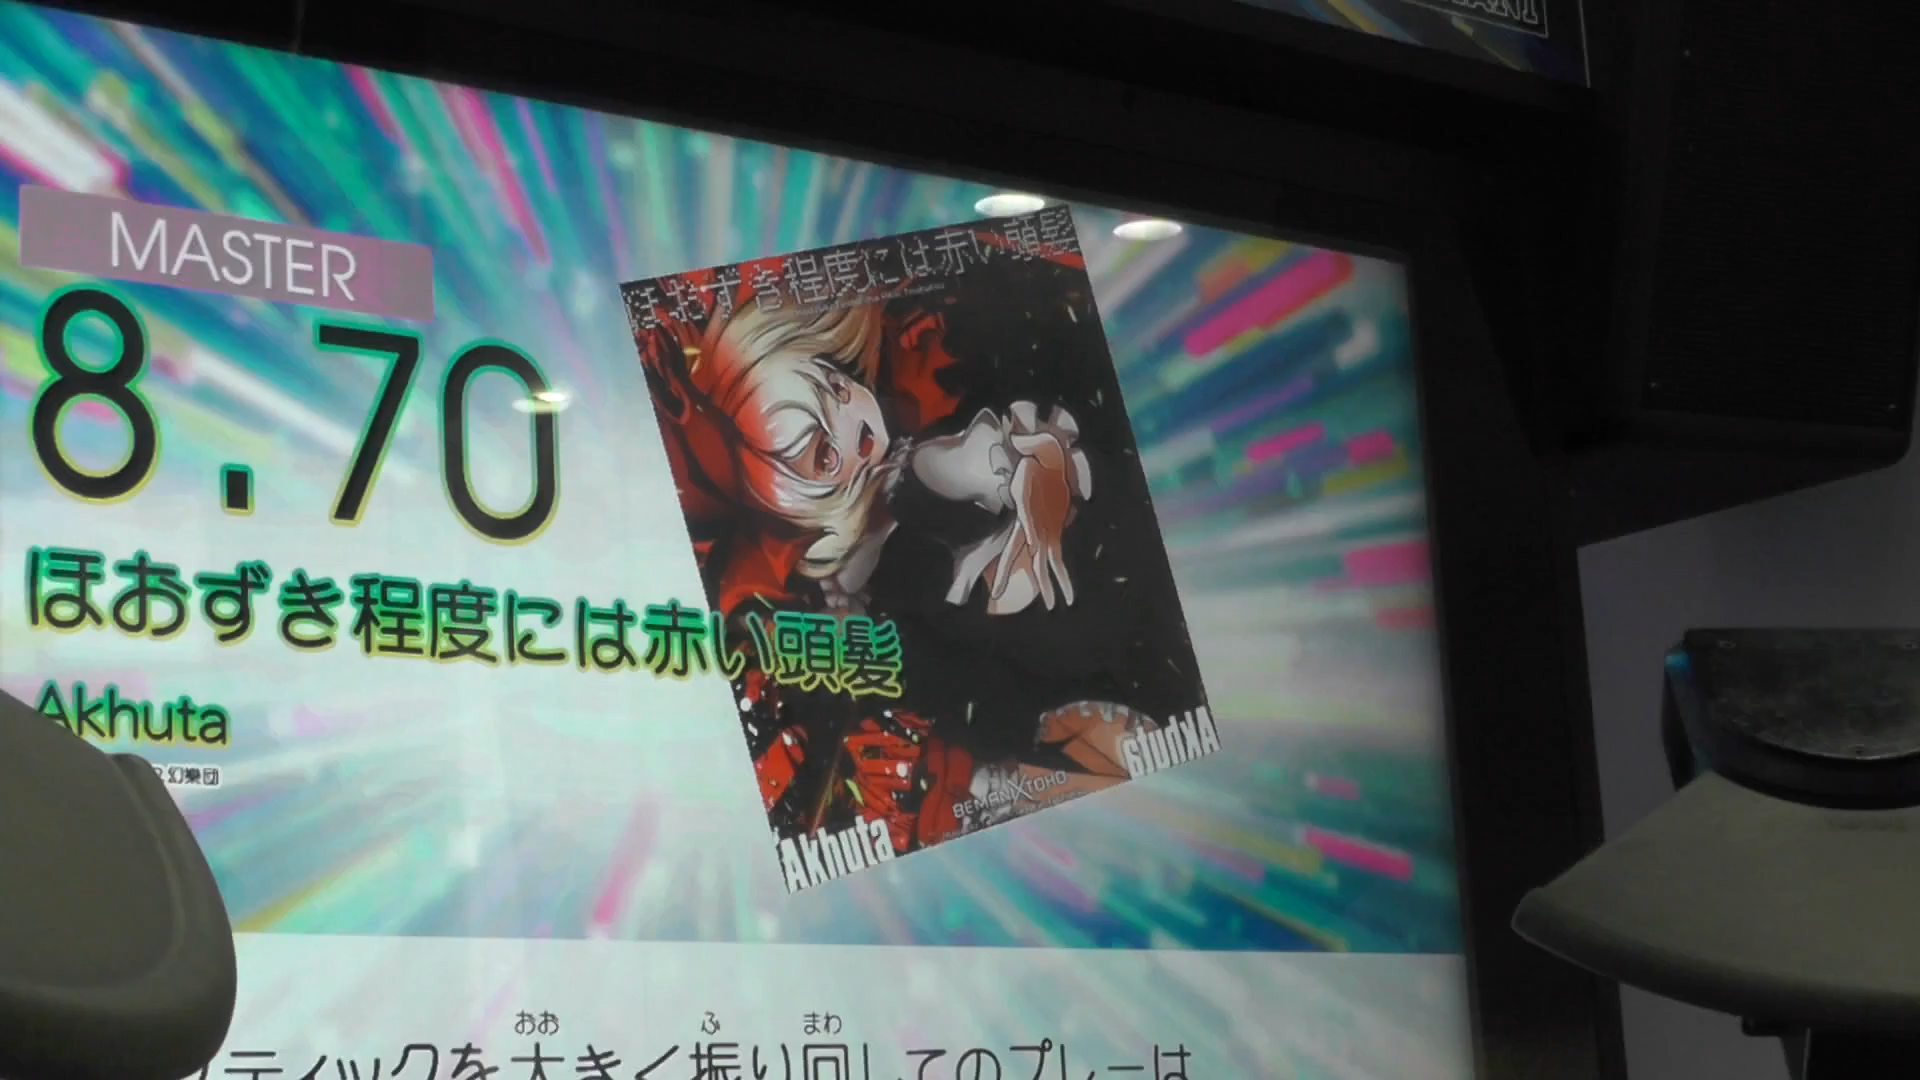 MASTER
8.70
ほおずき程度には赤い頭髪
Akhuta
幻樂団
ほおずき程度には赤い頭髪
Akhuta
BEMANI X TOHO
Akhuta
ティックを大きく振り回してのプレーは
おお
ふ
まわ